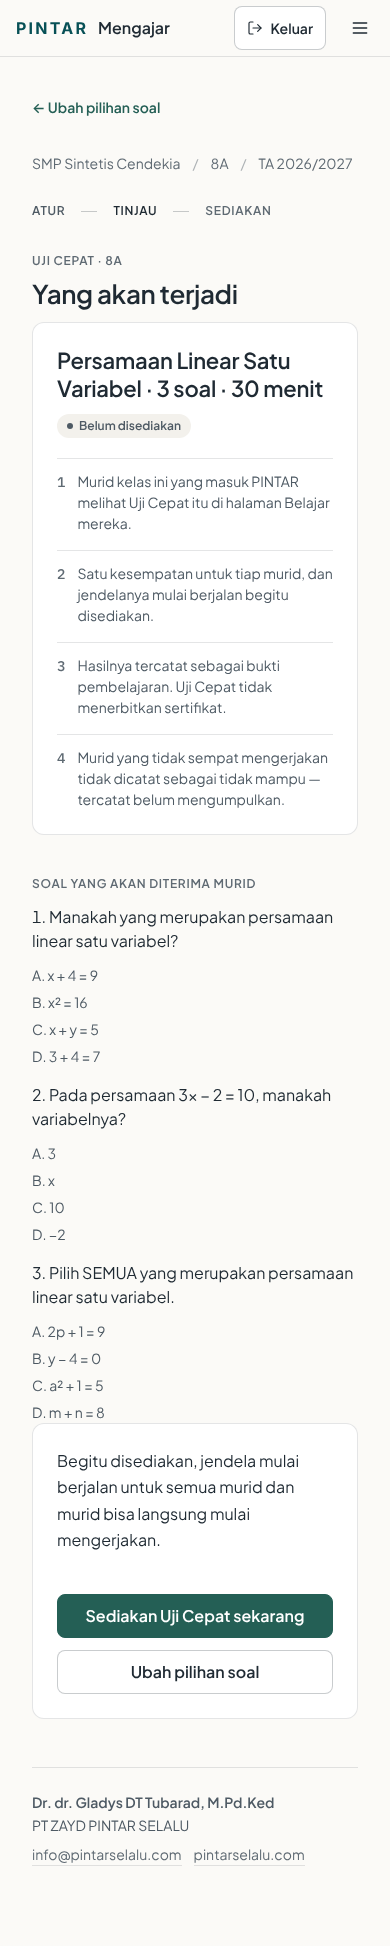 PINTAR Mengajar
Keluar
← Ubah pilihan soal
SMP Sintetis Cendekia / 8A / TA 2026/2027
ATUR — TINJAU — SEDIAKAN
UJI CEPAT · 8A
Yang akan terjadi
Persamaan Linear Satu
Variabel · 3 soal · 30 menit
Belum disediakan
1 Murid kelas ini yang masuk PINTAR
melihat Uji Cepat itu di halaman Belajar
mereka.
2 Satu kesempatan untuk tiap murid, dan
jendelanya mulai berjalan begitu
disediakan.
3 Hasilnya tercatat sebagai bukti
pembelajaran. Uji Cepat tidak
menerbitkan sertifikat.
4 Murid yang tidak sempat mengerjakan
tidak dicatat sebagai tidak mampu —
tercatat belum mengumpulkan.
SOAL YANG AKAN DITERIMA MURID
1. Manakah yang merupakan persamaan
linear satu variabel?
A. x + 4 = 9
B. x² = 16
C. x + y = 5
D. 3 + 4 = 7
2. Pada persamaan 3x − 2 = 10, manakah
variabelnya?
A. 3
B. x
C. 10
D. −2
3. Pilih SEMUA yang merupakan persamaan
linear satu variabel.
A. 2p + 1 = 9
B. y − 4 = 0
C. a² + 1 = 5
D. m + n = 8
Begitu disediakan, jendela mulai
berjalan untuk semua murid dan
murid bisa langsung mulai
mengerjakan.
Sediakan Uji Cepat sekarang
Ubah pilihan soal
Dr. dr. Gladys DT Tubarad, M.Pd.Ked
PT ZAYD PINTAR SELALU
info@pintarselalu.com pintarselalu.com